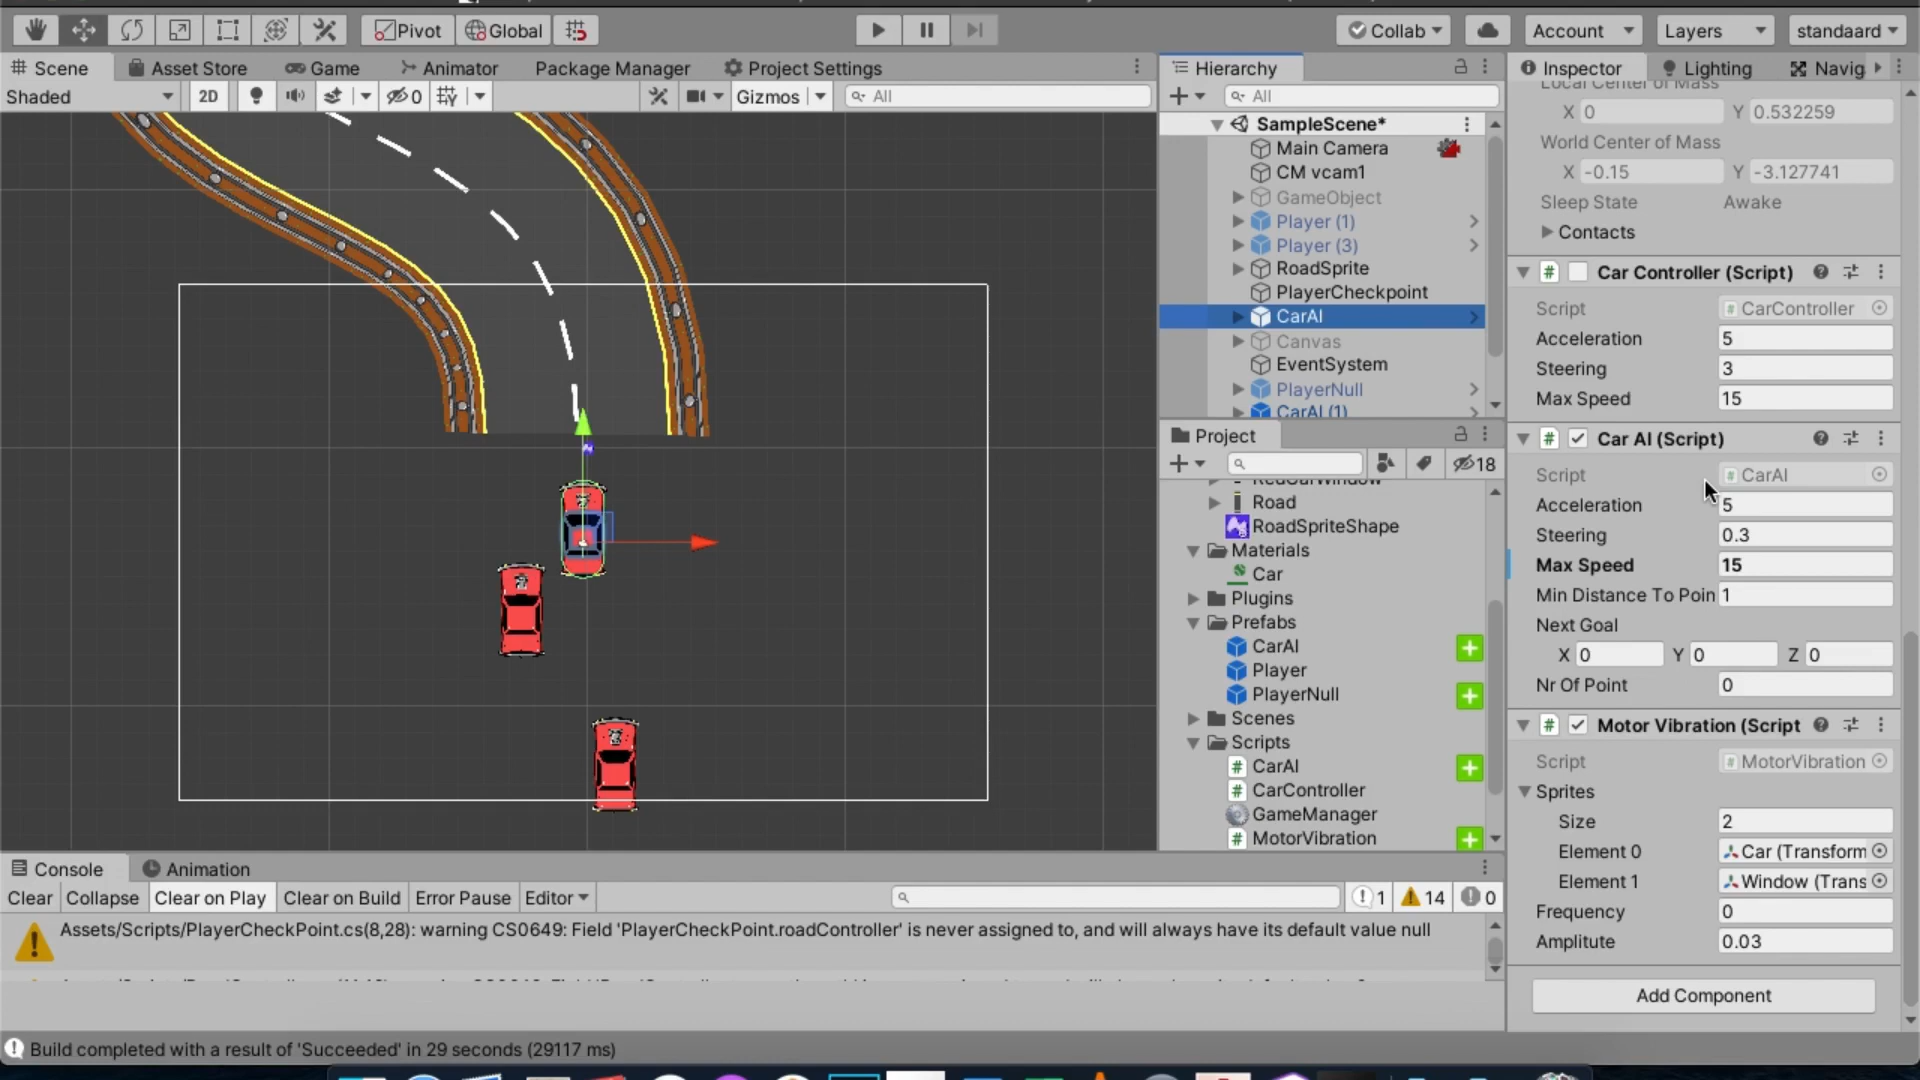 Pivot Global Collab Account Layers standaard
Scene Asset Store Game Animator Package Manager Project Settings
Shaded 2D 0 Gizmos All
Hierarchy
All
SampleScene*
Main Camera
CM vcam1
GameObject
Player (1)
Player (3)
RoadSprite
PlayerCheckpoint
CarAI
Canvas
EventSystem
PlayerNull
CarAI (1)
Project
18
RedCarWindow
Road
RoadSpriteShape
Materials
Car
Plugins
Prefabs
CarAI
Player
PlayerNull
Scenes
Scripts
CarAI
CarController
GameManager
MotorVibration
Inspector Lighting Navig
Local Center of Mass
X 0 Y 0.532259
World Center of Mass
X -0.15 Y -3.127741
Sleep State Awake
Contacts
Car Controller (Script)
Script CarController
Acceleration 5
Steering 3
Max Speed 15
Car AI (Script)
Script CarAI
Acceleration 5
Steering 0.3
Max Speed 15
Min Distance To Poin 1
Next Goal
X 0 Y 0 Z 0
Nr Of Point 0
Motor Vibration (Script
Script MotorVibration
Sprites
Size 2
Element 0 Car (Transform
Element 1 Window (Trans
Frequency 0
Amplitute 0.03
Add Component
Console Animation
Clear Collapse Clear on Play Clear on Build Error Pause Editor 1 14 0
Assets/Scripts/PlayerCheckPoint.cs(8,28): warning CS0649: Field 'PlayerCheckPoint.roadController' is never assigned to, and will always have its default value null
Build completed with a result of 'Succeeded' in 29 seconds (29117 ms)